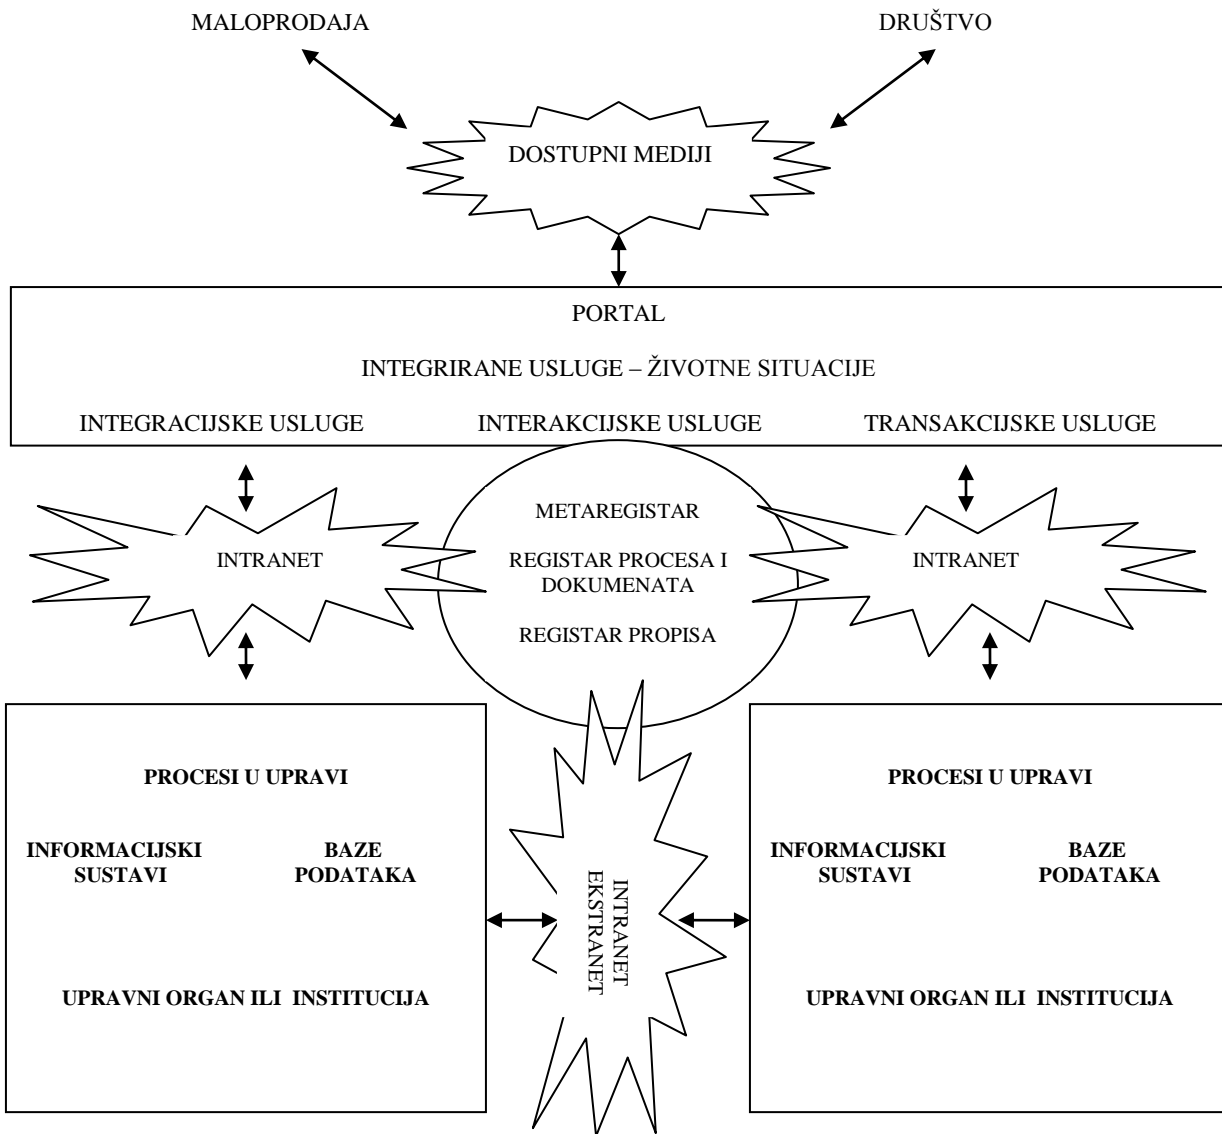 MALOPRODAJA
DRUŠTVO
DOSTUPNI MEDIJI
PORTAL
INTEGRIRANE USLUGE – ŽIVOTNE SITUACIJE
INTEGRACIJSKE USLUGE
INTERAKCIJSKE USLUGE
TRANSAKCIJSKE USLUGE
INTRANET
METAREGISTAR
REGISTAR PROCESA I
DOKUMENATA
REGISTAR PROPISA
INTRANET
PROCESI U UPRAVI
INFORMACIJSKI
SUSTAVI
BAZE
PODATAKA
UPRAVNI ORGAN ILI INSTITUCIJA
INTRANET
EKSTRANET
PROCESI U UPRAVI
INFORMACIJSKI
SUSTAVI
BAZE
PODATAKA
UPRAVNI ORGAN ILI INSTITUCIJA